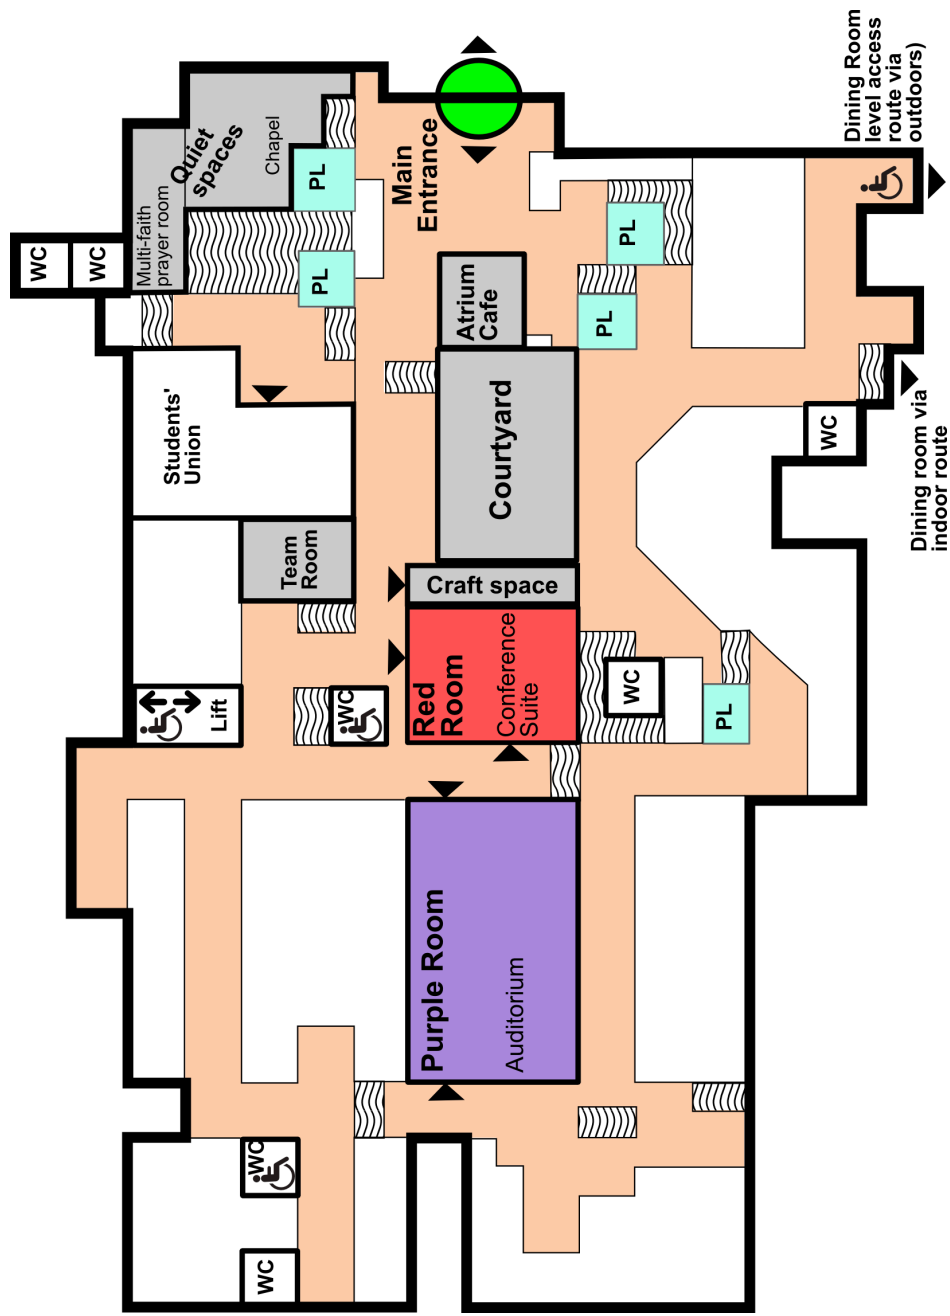 WC
WC
Multi-faith
prayer room
Quiet
spaces
Chapel
PL
PL
Main
Entrance
Dining Room
level access
route via
outdoors)
PL
PL
Atrium
Cafe
Students'
Union
Courtyard
WC
Dining room via
indoor route
Team
Room
Craft space
Lift
WC
Red
Room
Conference
Suite
WC
PL
Purple Room
Auditorium
WC
WC